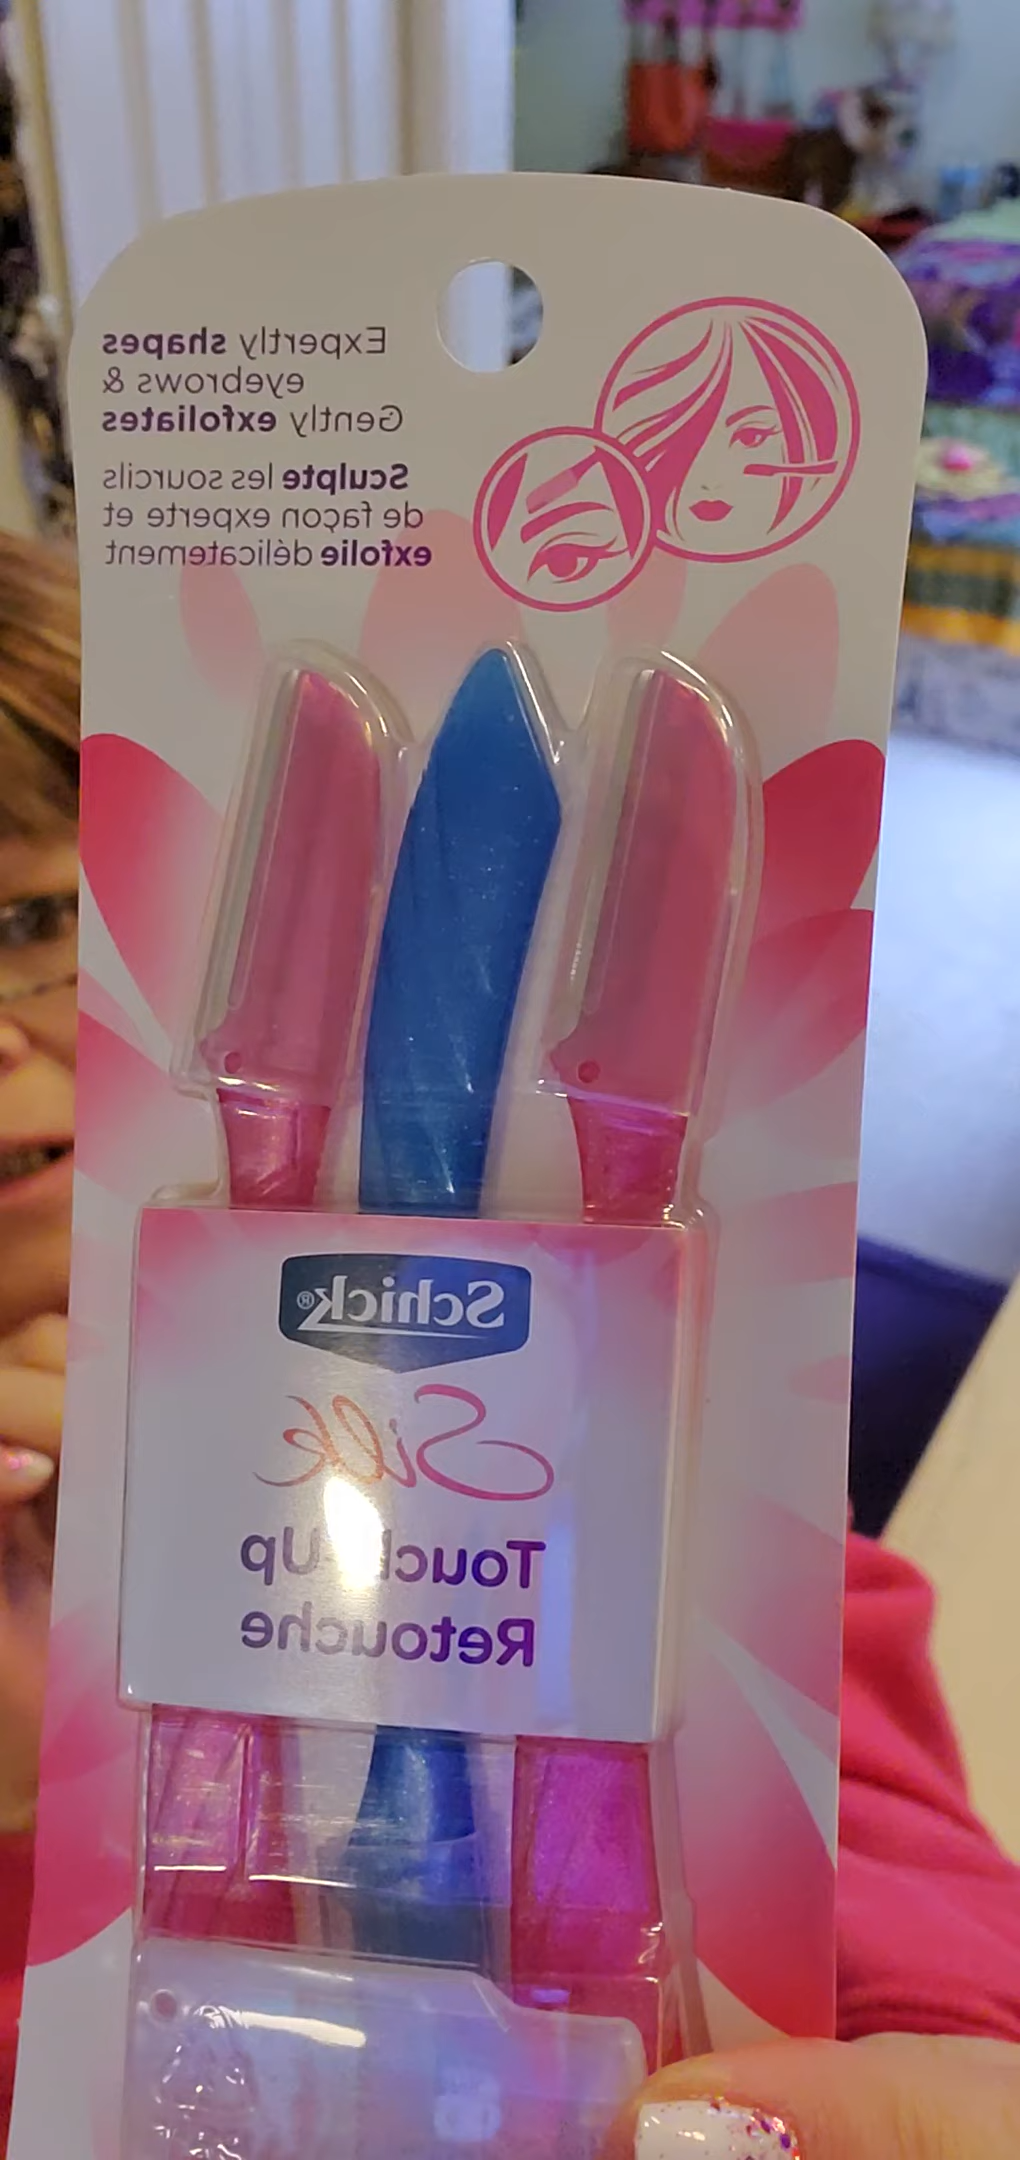 Expertly shapes
eyebrows &
Gently exfoliates
Sculpte les sourcils
de façon experte et
exfolie délicatement
Schick®
Silk
Touch-Up
Retouche